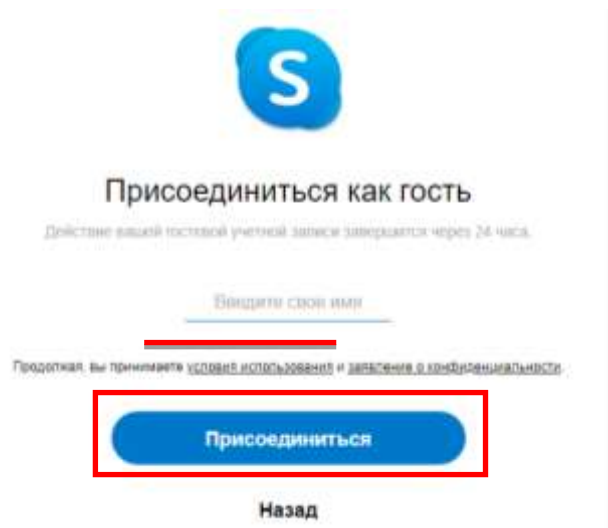 S
Присоединиться как гость
Действие вашей гостевой учетной записи завершится через 24 часа.
Введите свое имя
Продолжая, вы принимаете условия использования и заявление о конфиденциальности.
Присоединиться
Назад